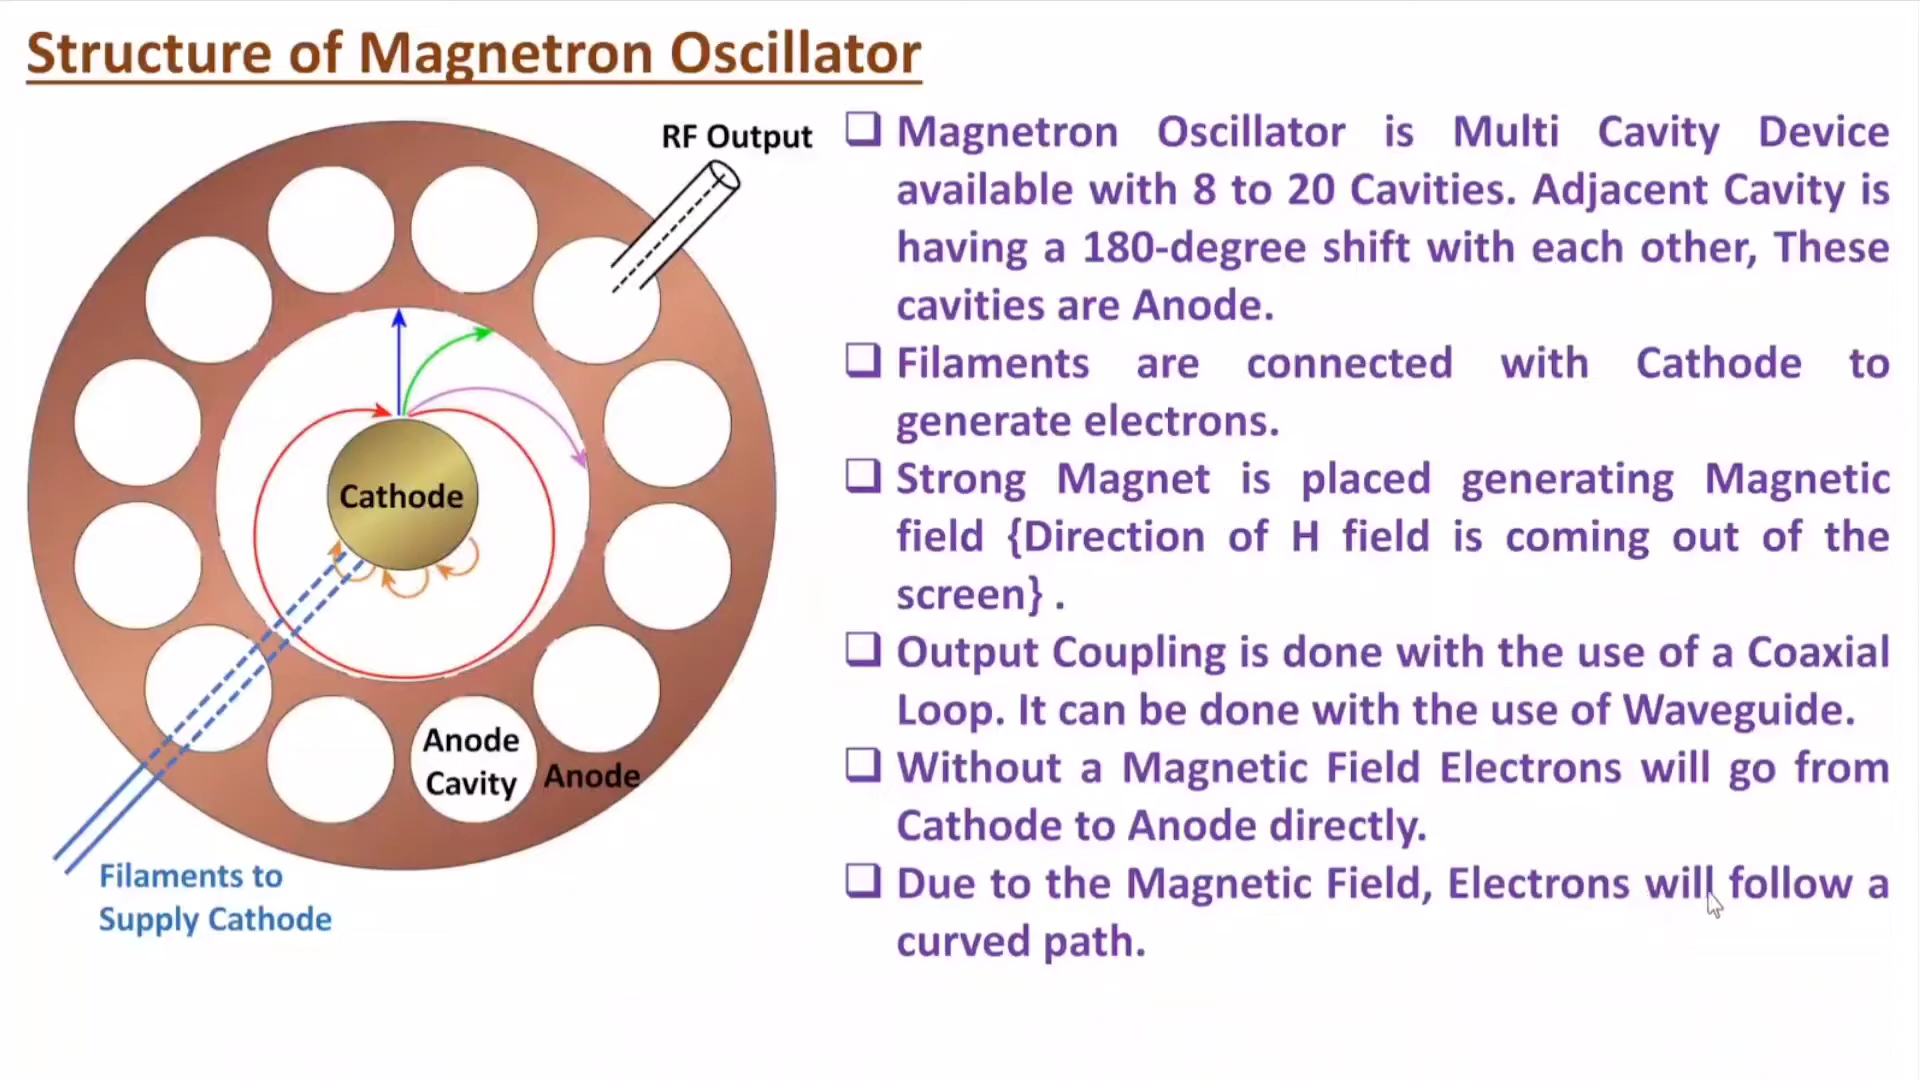 Structure of Magnetron Oscillator
RF Output
Cathode
Anode
Cavity
Anode
Filaments to
Supply Cathode
❑ Magnetron Oscillator is Multi Cavity Device
available with 8 to 20 Cavities. Adjacent Cavity is
having a 180-degree shift with each other, These
cavities are Anode.
❑ Filaments are connected with Cathode to
generate electrons.
❑ Strong Magnet is placed generating Magnetic
field {Direction of H field is coming out of the
screen} .
❑ Output Coupling is done with the use of a Coaxial
Loop. It can be done with the use of Waveguide.
❑ Without a Magnetic Field Electrons will go from
Cathode to Anode directly.
❑ Due to the Magnetic Field, Electrons will follow a
curved path.